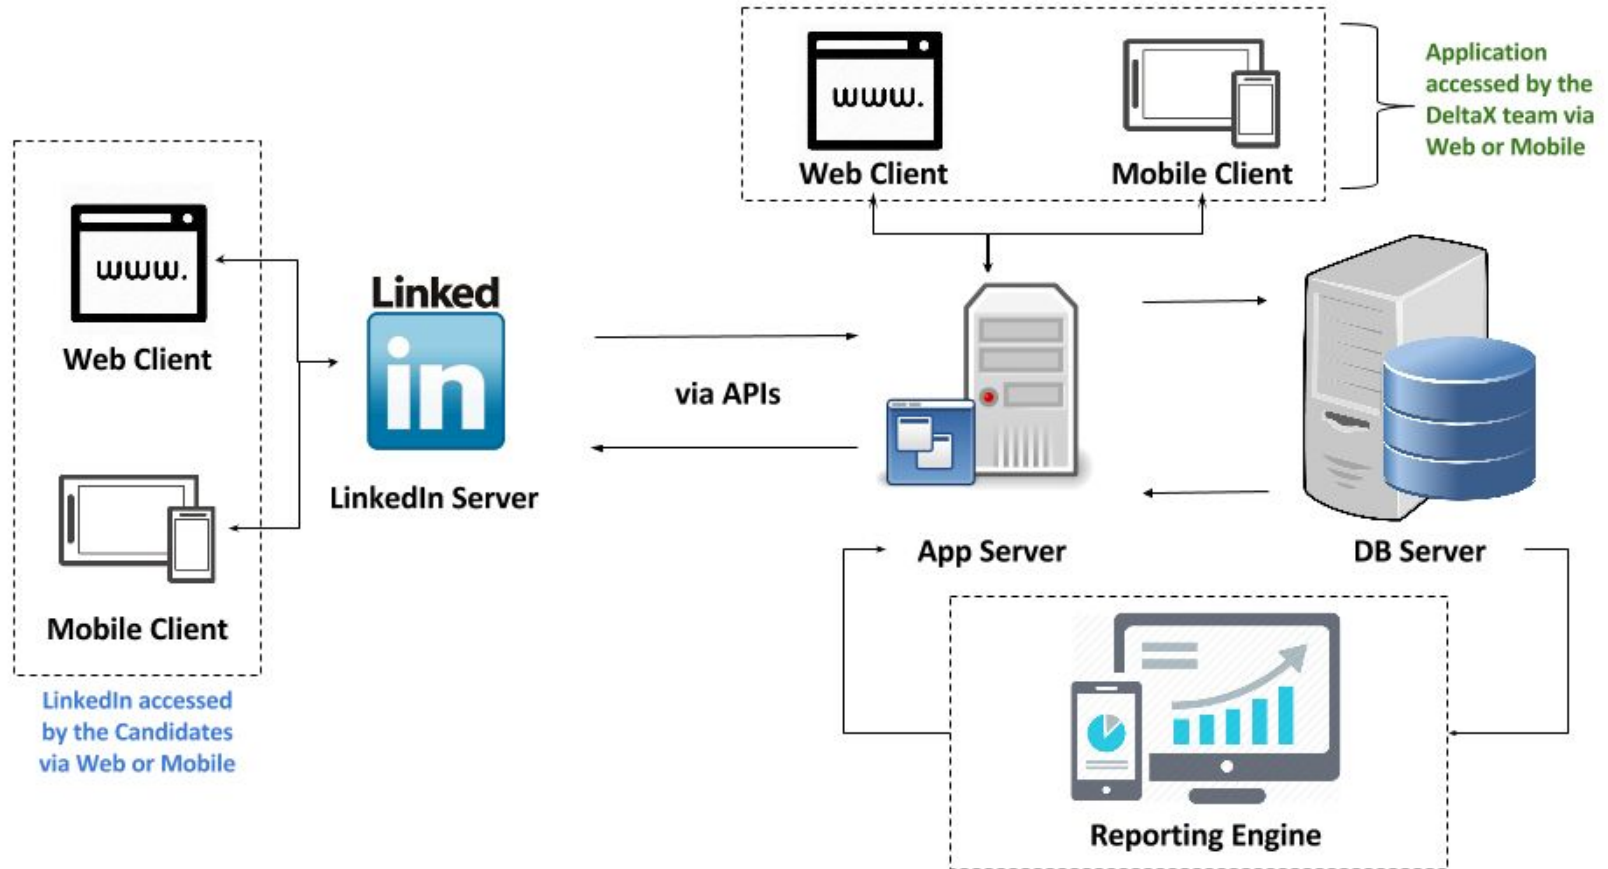 www.
Web Client
Mobile Client
Application
accessed by the
DeltaX team via
Web or Mobile
www.
Web Client
Mobile Client
LinkedIn accessed
by the Candidates
via Web or Mobile
Linked
in
LinkedIn Server
via APIs
App Server
DB Server
Reporting Engine